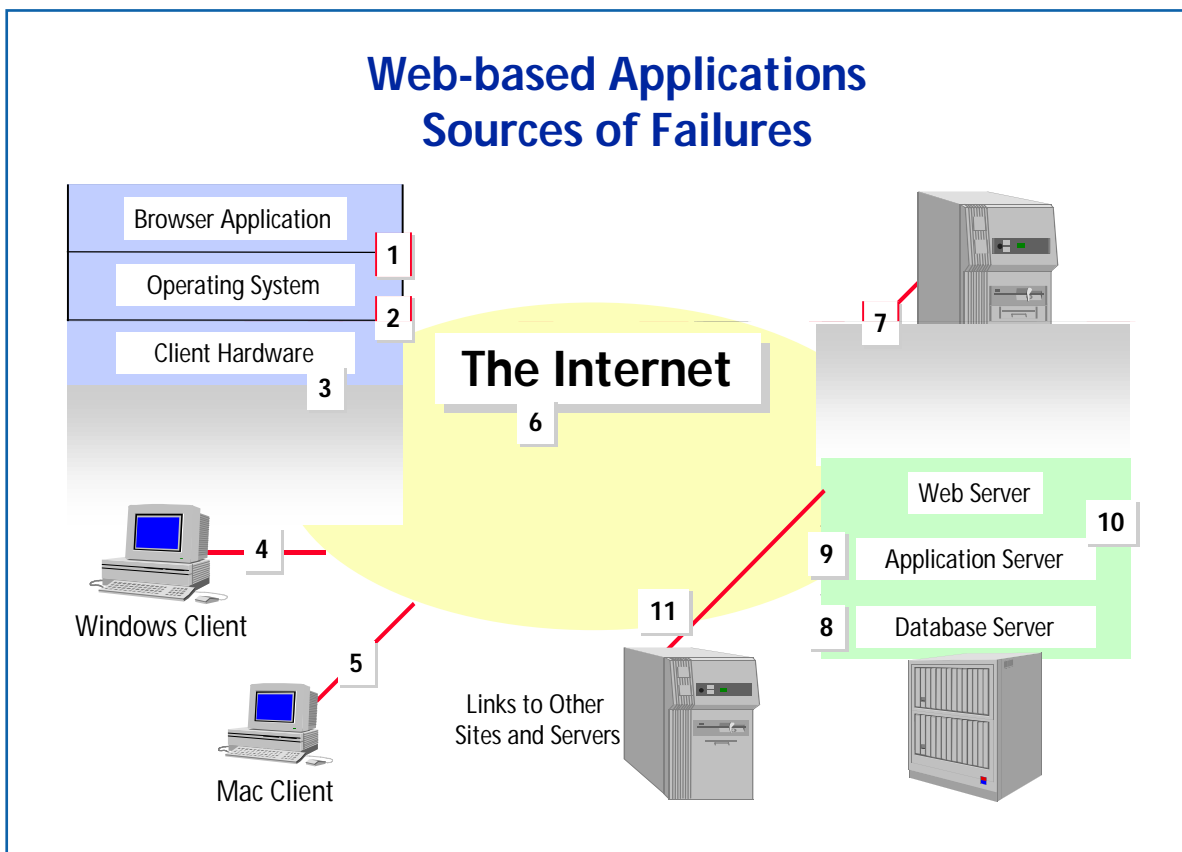 Web-based Applications
Sources of Failures
Browser Application
1
Operating System
2
Client Hardware
3
The Internet
6
7
Web Server
10
9
Application Server
8
Database Server
4
Windows Client
5
Mac Client
11
Links to Other
Sites and Servers